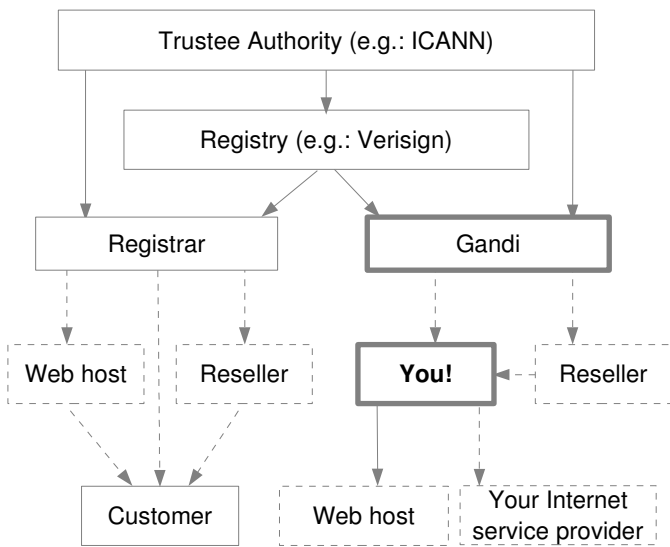 Trustee Authority (e.g.: ICANN)
Registry (e.g.: Verisign)
Registrar
Gandi
Web host
Reseller
You!
Reseller
Customer
Web host
Your Internet
service provider